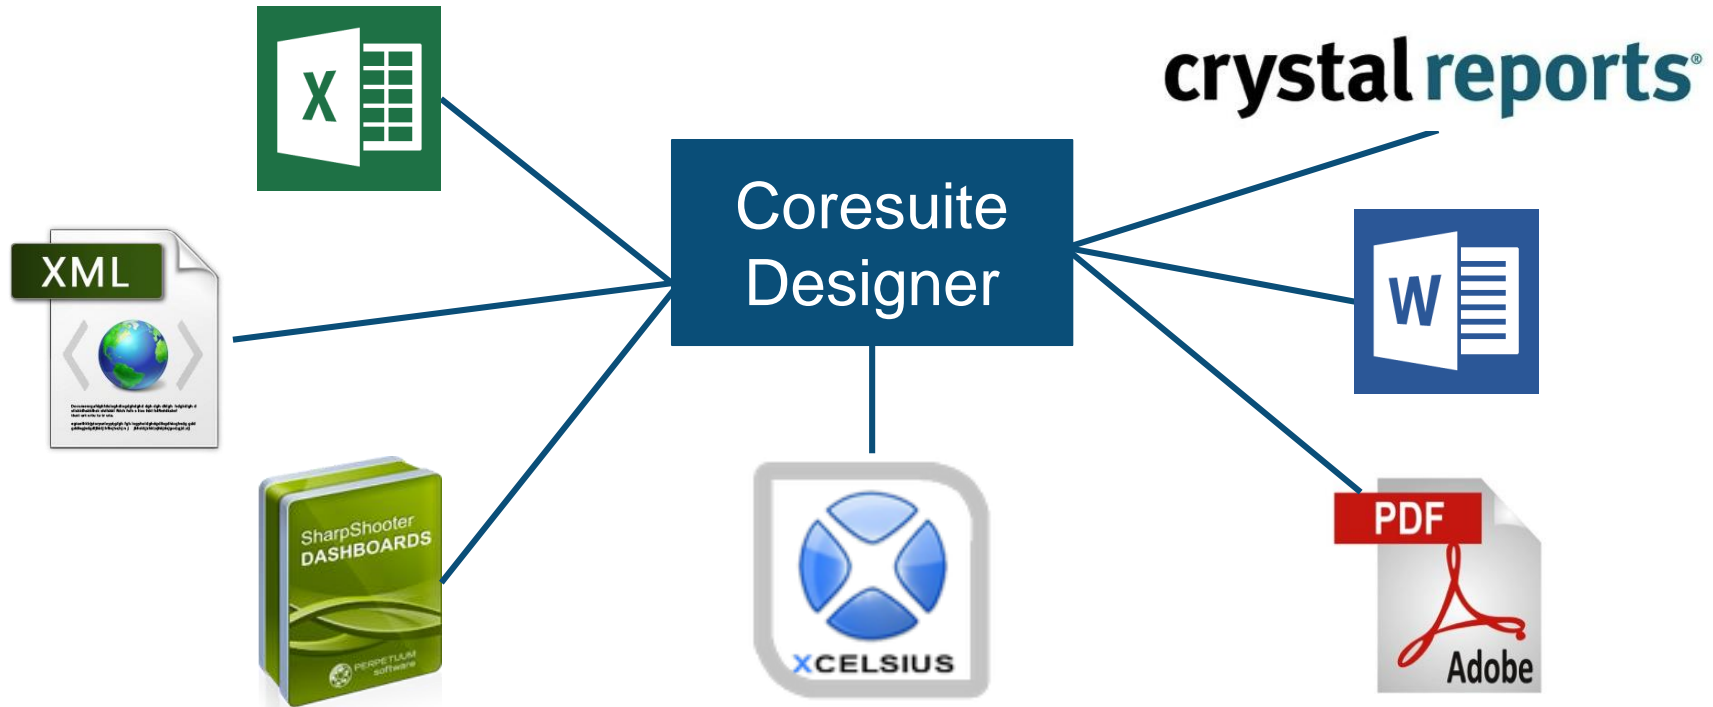 X
crystal reports®
Coresuite
Designer
XML
W
SharpShooter
DASHBOARDS
PERPETUUM
software
XCELSIUS
PDF
Adobe